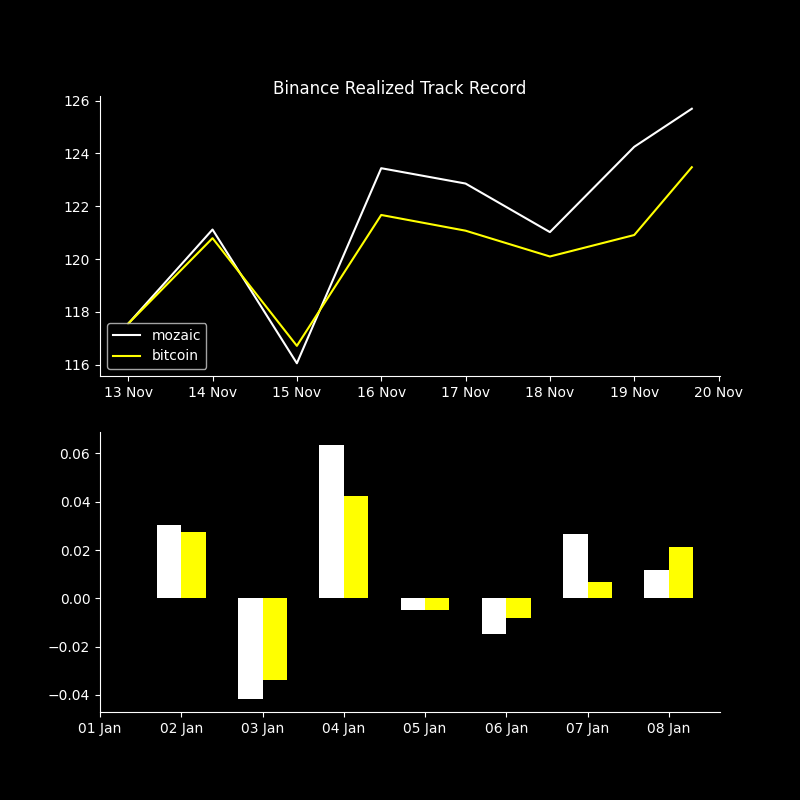 Binance Realized Track Record
126
124
122
120
118
116
mozaic
bitcoin
13 Nov 14 Nov 15 Nov 16 Nov 17 Nov 18 Nov 19 Nov 20 Nov
0.06
0.04
0.02
0.00
−0.02
−0.04
01 Jan 02 Jan 03 Jan 04 Jan 05 Jan 06 Jan 07 Jan 08 Jan